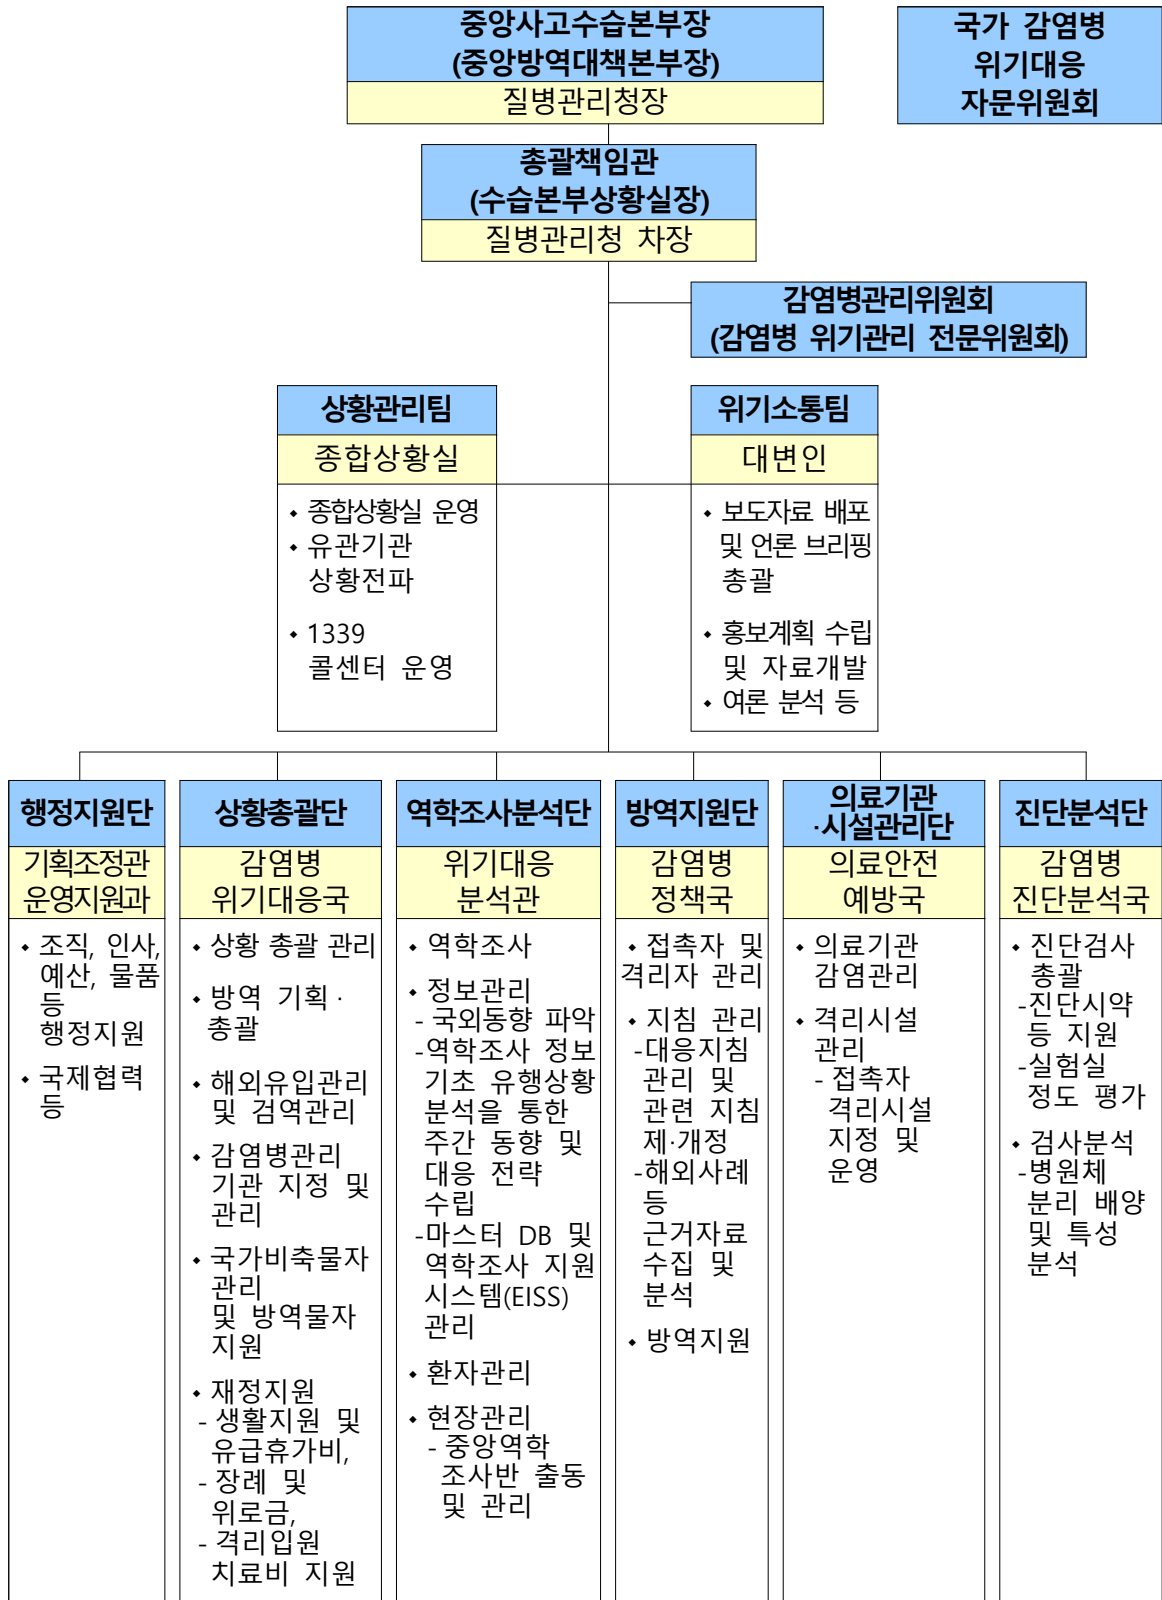 중앙사고수습본부장
(중앙방역대책본부장)
질병관리청장
국가 감염병
위기대응
자문위원회
총괄책임관
(수습본부상황실장)
질병관리청 차장
감염병관리위원회
(감염병 위기관리 전문위원회)
상황관리팀
종합상황실
⬩ 종합상황실 운영
⬩ 유관기관
상황전파
⬩ 1339
콜센터 운영
위기소통팀
대변인
⬩ 보도자료 배포
및 언론 브리핑
총괄
⬩ 홍보계획 수립
및 자료개발
⬩ 여론 분석 등
행정지원단
기획조정관
운영지원과
⬩ 조직, 인사,
예산, 물품
등
행정지원
⬩ 국제협력
등
상황총괄단
감염병
위기대응국
⬩ 상황 총괄 관리
⬩ 방역 기획·
총괄
⬩ 해외유입관리
및 검역관리
⬩ 감염병관리
기관 지정 및
관리
⬩ 국가비축물자
관리
및 방역물자
지원
⬩ 재정지원
- 생활지원 및
유급휴가비,
- 장례 및
위로금,
- 격리입원
치료비 지원
역학조사분석단
위기대응
분석관
⬩ 역학조사
⬩ 정보관리
- 국외동향 파악
-역학조사 정보
기초 유행상황
분석을 통한
주간 동향 및
대응 전략
수립
-마스터 DB 및
역학조사 지원
시스템(EISS)
관리
⬩ 환자관리
⬩ 현장관리
- 중앙역학
조사반 출동
및 관리
방역지원단
감염병
정책국
⬩ 접촉자 및
격리자 관리
⬩ 지침 관리
-대응지침
관리 및
관련 지침
제·개정
-해외사례
등
근거자료
수집 및
분석
⬩ 방역지원
의료기관
·시설관리단
의료안전
예방국
⬩ 의료기관
감염관리
⬩ 격리시설
관리
- 접촉자
격리시설
지정 및
운영
진단분석단
감염병
진단분석국
⬩ 진단검사
총괄
-진단시약
등 지원
-실험실
정도 평가
⬩ 검사분석
-병원체
분리 배양
및 특성
분석